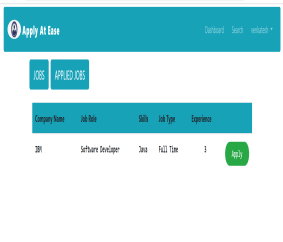 Apply At Ease
Dashboard Search venkatesh
JOBS APPLIED JOBS
Company Name Job Role Skills Job Type Experience
IBM Software Developer Java Full Time 3 Apply